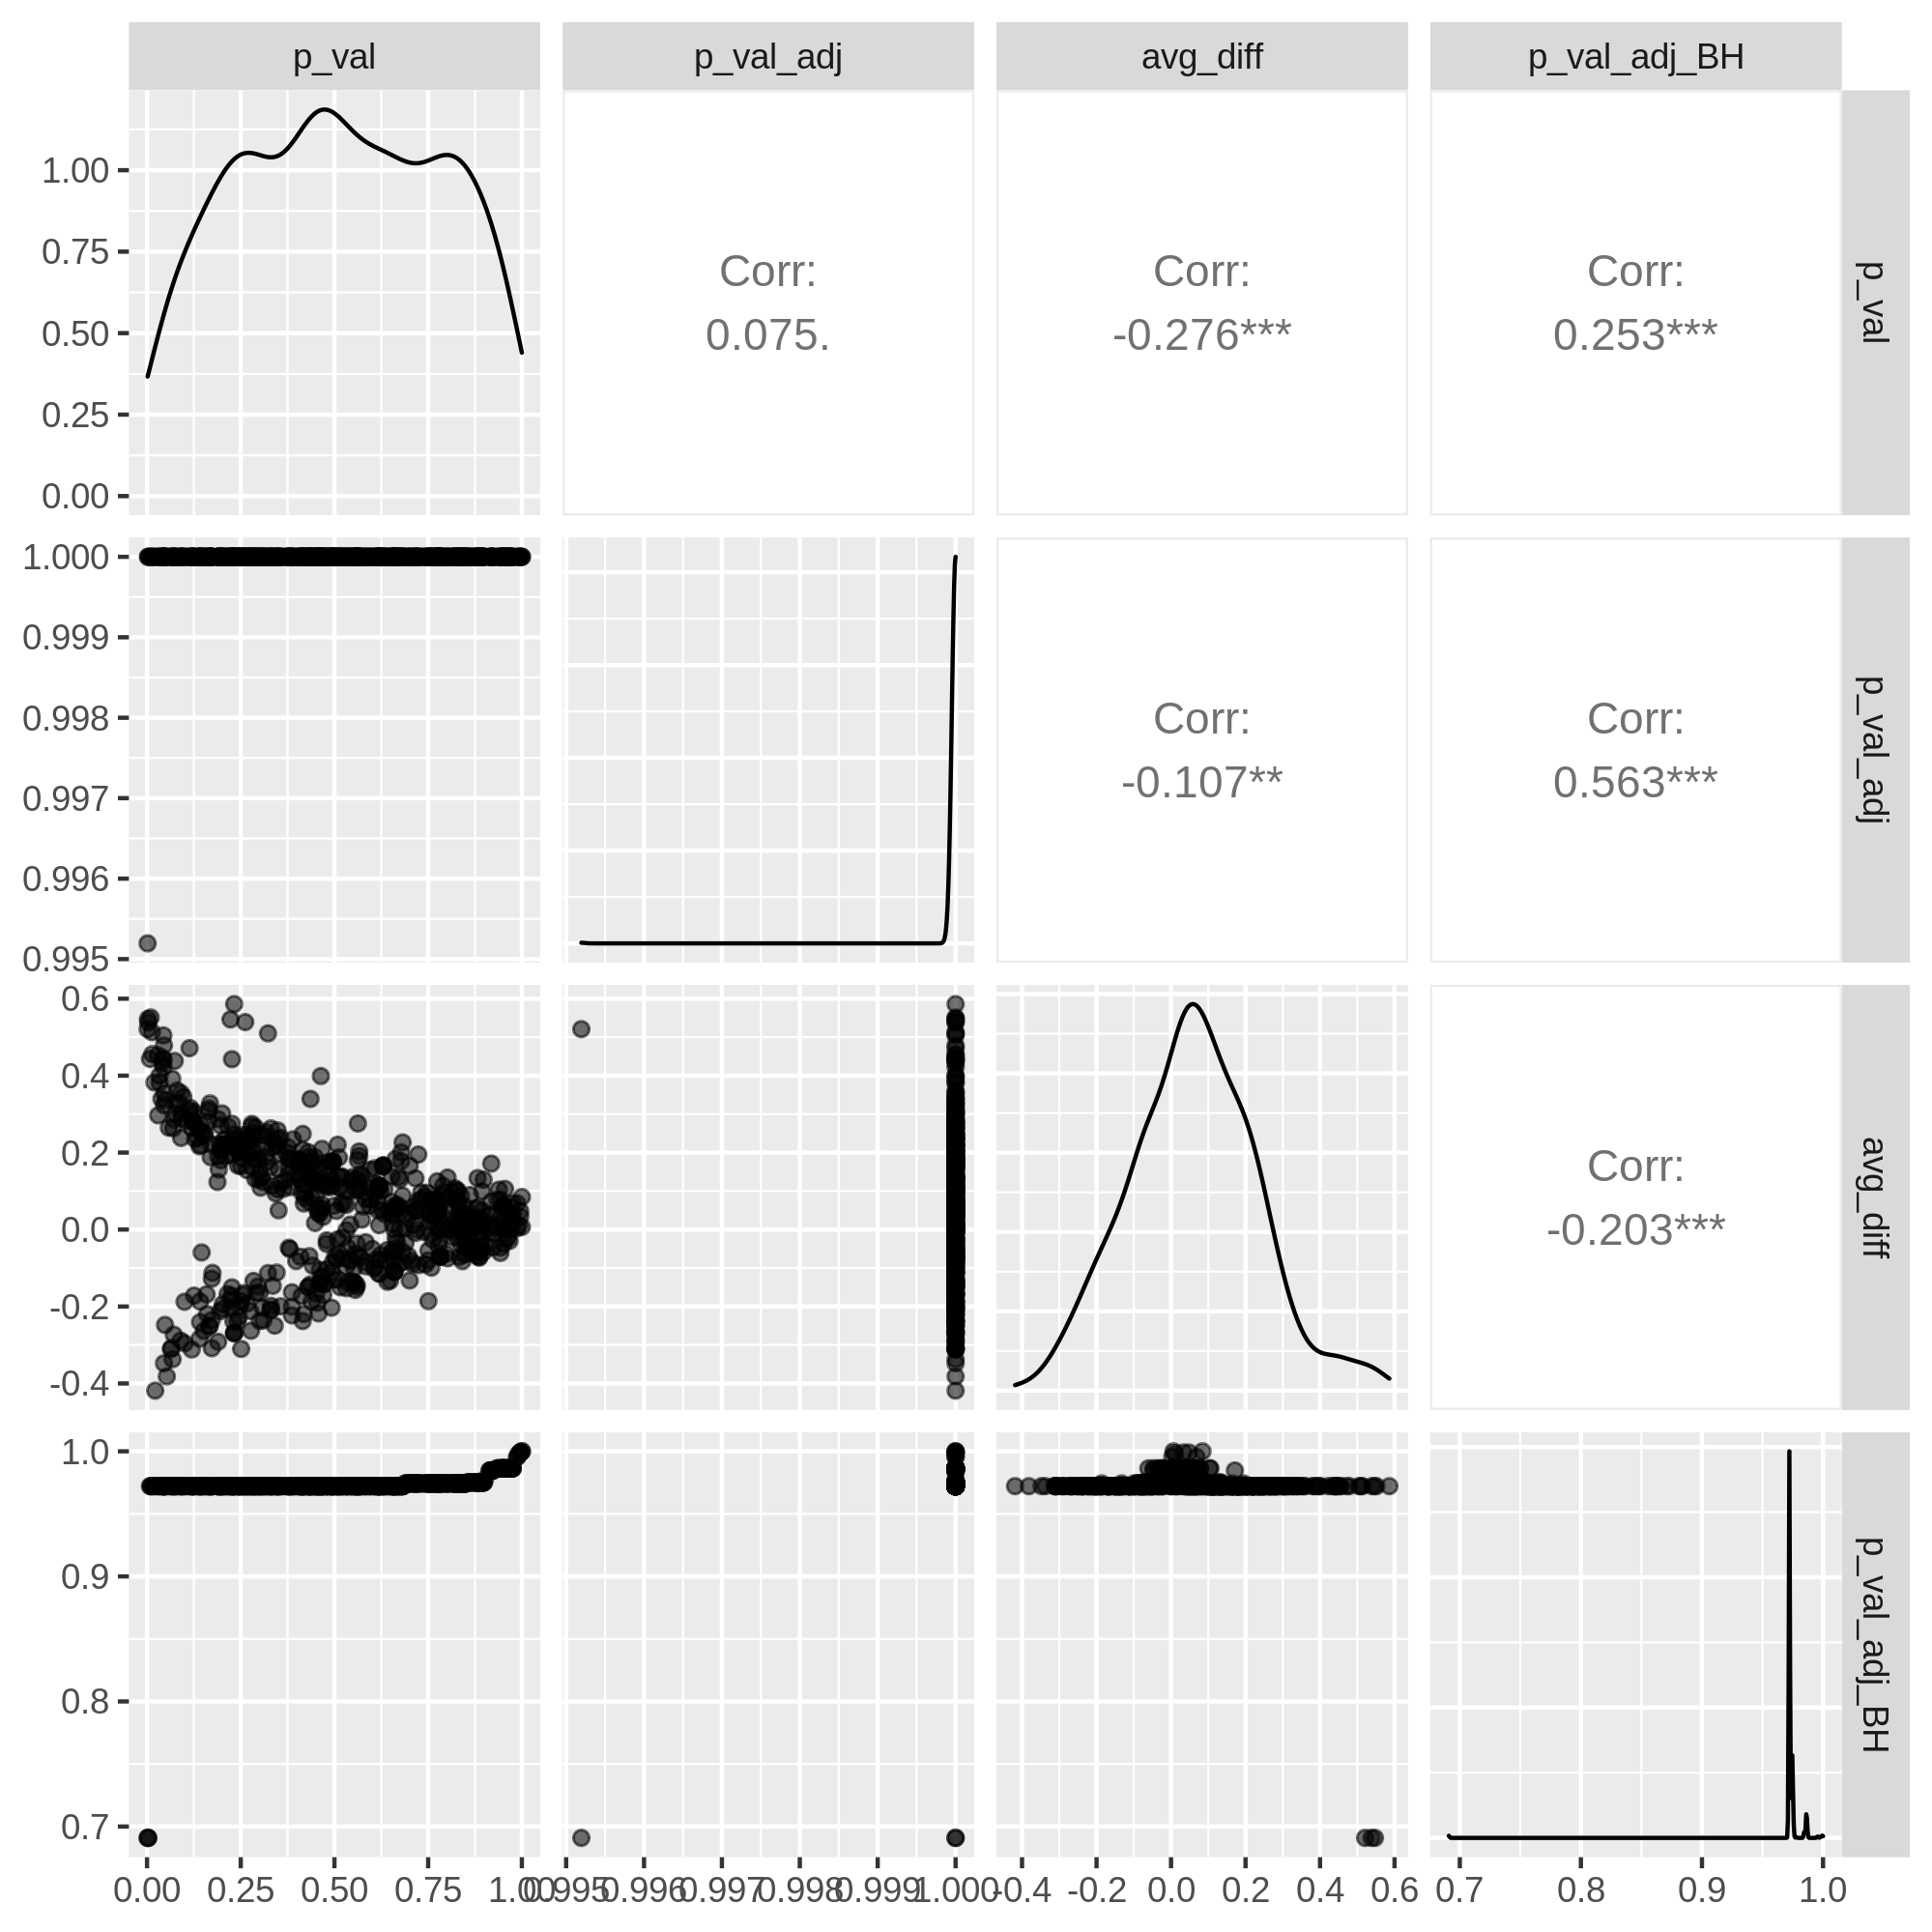 p_val
p_val_adj
avg_diff
p_val_adj_BH
1.00
0.75
0.50
0.25
0.00
Corr:
0.075.
Corr:
-0.276***
Corr:
0.253***
p_val
1.000
0.999
0.998
0.997
0.996
0.995
Corr:
-0.107**
Corr:
0.563***
p_val_adj
0.6
0.4
0.2
0.0
-0.2
-0.4
Corr:
-0.203***
avg_diff
1.0
0.9
0.8
0.7
p_val_adj_BH
0.00 0.25 0.50 0.75 1.00
0.995 0.996 0.997 0.998 0.999 1.000
-0.4 -0.2 0.0 0.2 0.4 0.6
0.7 0.8 0.9 1.0